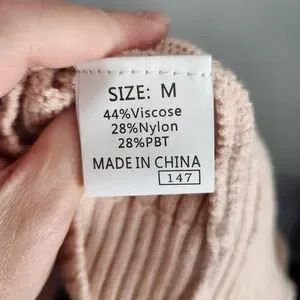 SIZE: M
44%Viscose
28%Nylon
28%PBT
MADE IN CHINA
147